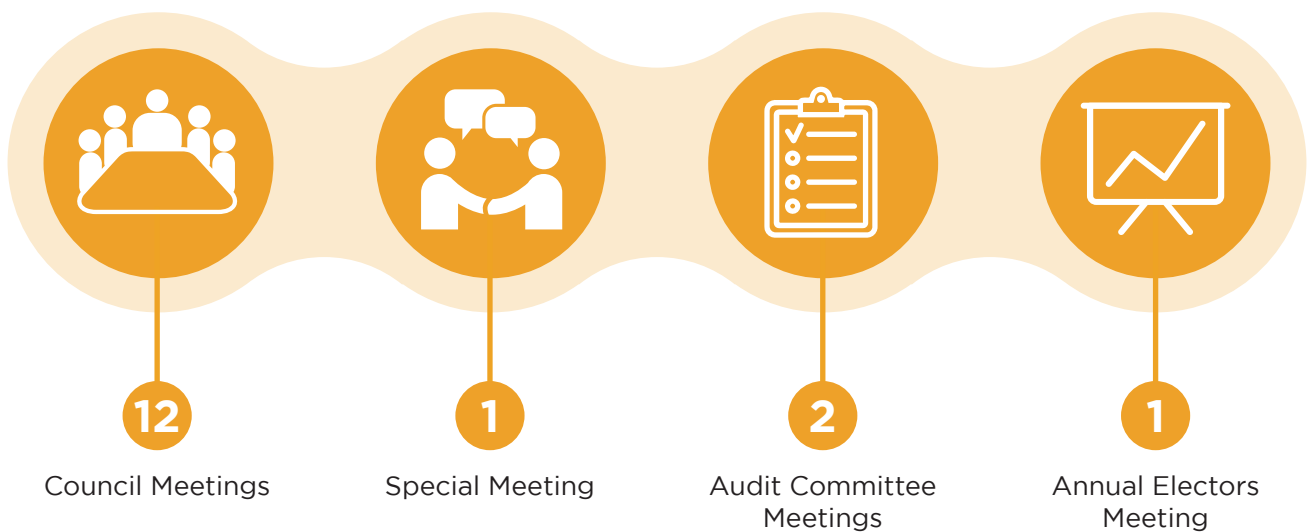 12
Council Meetings
1
Special Meeting
2
Audit Committee
Meetings
1
Annual Electors
Meeting